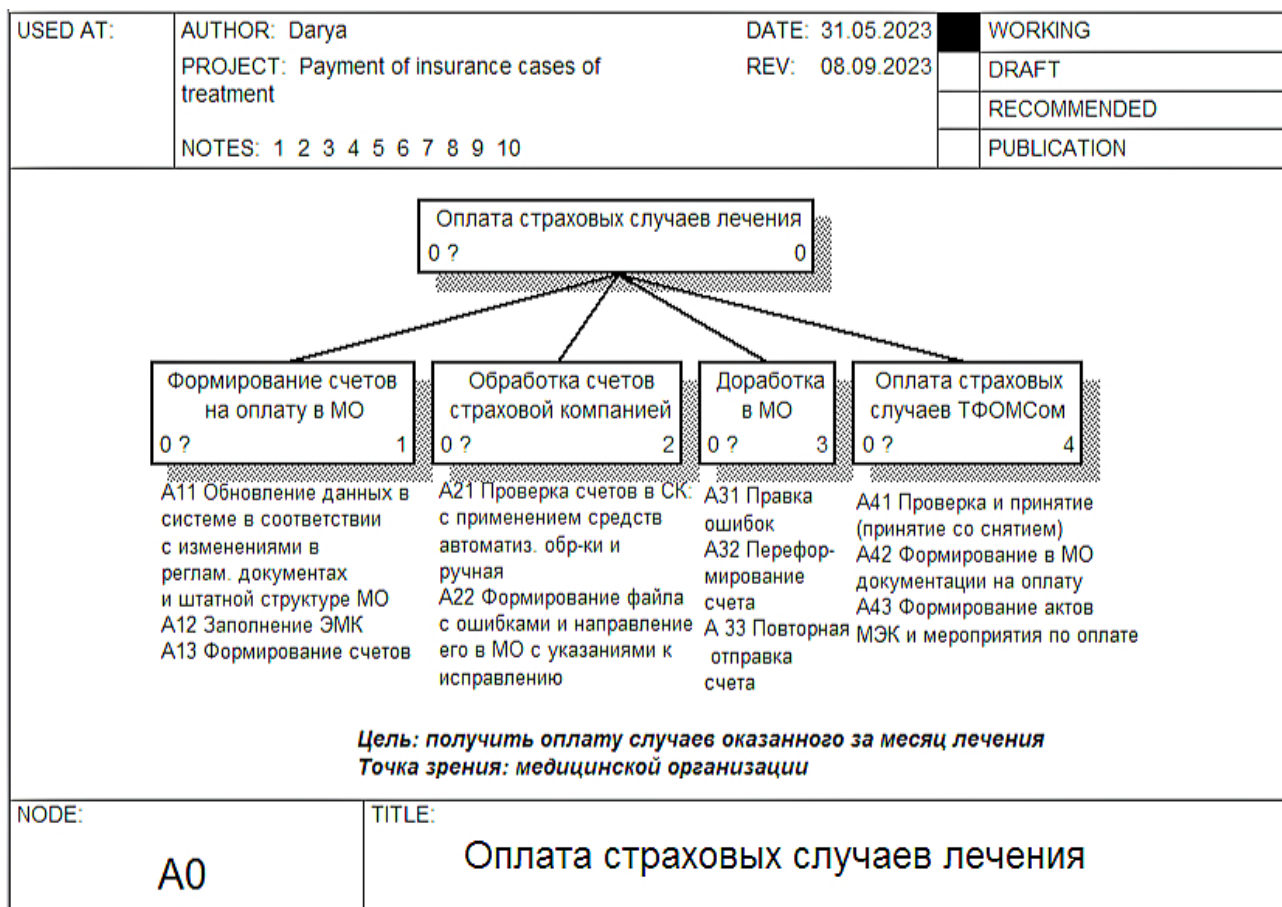 USED AT:
AUTHOR: Darya
DATE: 31.05.2023
WORKING
PROJECT: Payment of insurance cases of
treatment
REV: 08.09.2023
DRAFT
RECOMMENDED
NOTES: 1 2 3 4 5 6 7 8 9 10
PUBLICATION
Оплата страховых случаев лечения
0 ? 0
Формирование счетов
на оплату в МО
0 ? 1
Обработка счетов
страховой компанией
0 ? 2
Доработка
в МО
0 ? 3
Оплата страховых
случаев ТФОМСом
0 ? 4
А11 Обновление данных в
системе в соответствии
с изменениями в
реглам. документах
и штатной структуре МО
А12 Заполнение ЭМК
А13 Формирование счетов
А21 Проверка счетов в СК:
с применением средств
автоматиз. обр-ки и
ручная
А22 Формирование файла
с ошибками и направление
его в МО с указаниями к
исправлению
А31 Правка
ошибок
А32 Перефор-
мирование
счета
А 33 Повторная
отправка
счета
А41 Проверка и принятие
(принятие со снятием)
А42 Формирование в МО
документации на оплату
А43 Формирование актов
МЭК и мероприятия по оплате
Цель: получить оплату случаев оказанного за месяц лечения
Точка зрения: медицинской организации
NODE:
A0
TITLE:
Оплата страховых случаев лечения